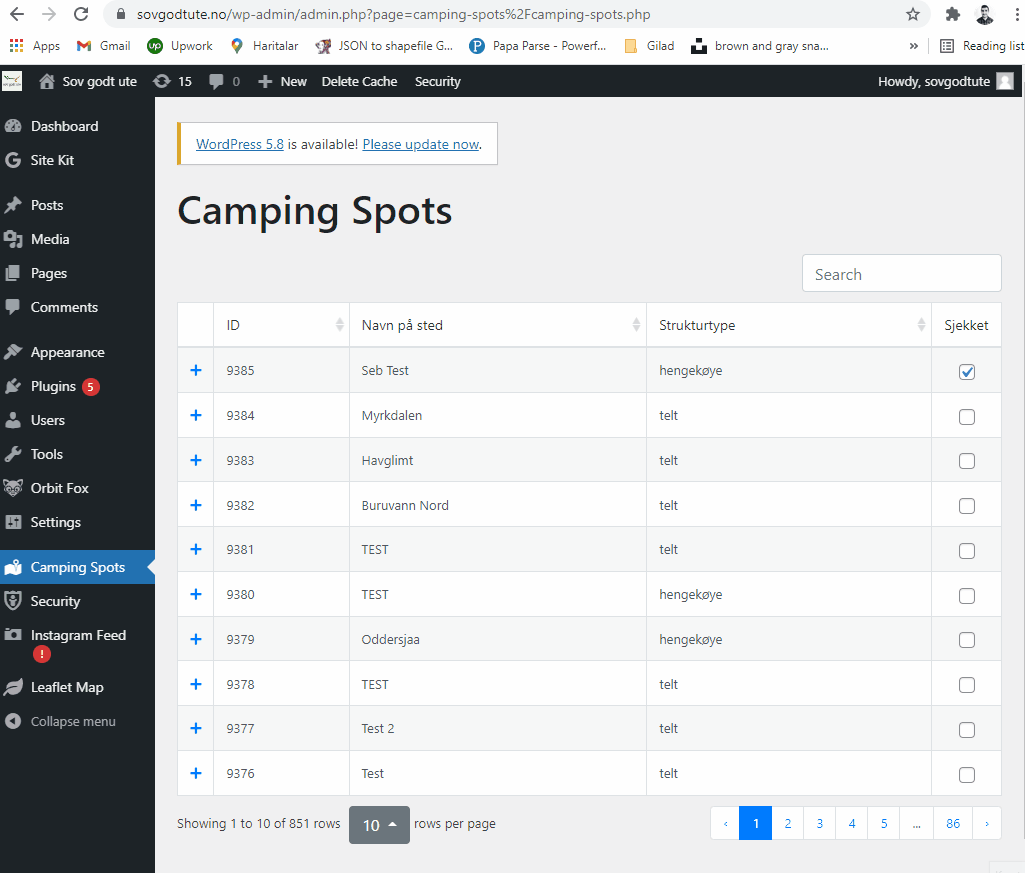 sovgodtute.no/wp-admin/admin.php?page=camping-spots%2Fcamping-spots.php
Apps Gmail Upwork Haritalar JSON to shapefile G... Papa Parse - Powerf... Gilad brown and gray sna... » Reading list
Sov godt ute 15 0 New Delete Cache Security Howdy, sovgodtute
Dashboard
Site Kit
Posts
Media
Pages
Comments
Appearance
Plugins 5
Users
Tools
Orbit Fox
Settings
Camping Spots
Security
Instagram Feed
!
Leaflet Map
Collapse menu
WordPress 5.8 is available! Please update now.
Camping Spots
Search
ID Navn på sted Strukturtype Sjekket
+ 9385 Seb Test hengekøye
+ 9384 Myrkdalen telt
+ 9383 Havglimt telt
+ 9382 Buruvann Nord telt
+ 9381 TEST telt
+ 9380 TEST hengekøye
+ 9379 Oddersjaa hengekøye
+ 9378 TEST telt
+ 9377 Test 2 telt
+ 9376 Test telt
Showing 1 to 10 of 851 rows 10 rows per page ‹ 1 2 3 4 5 ... 86 ›